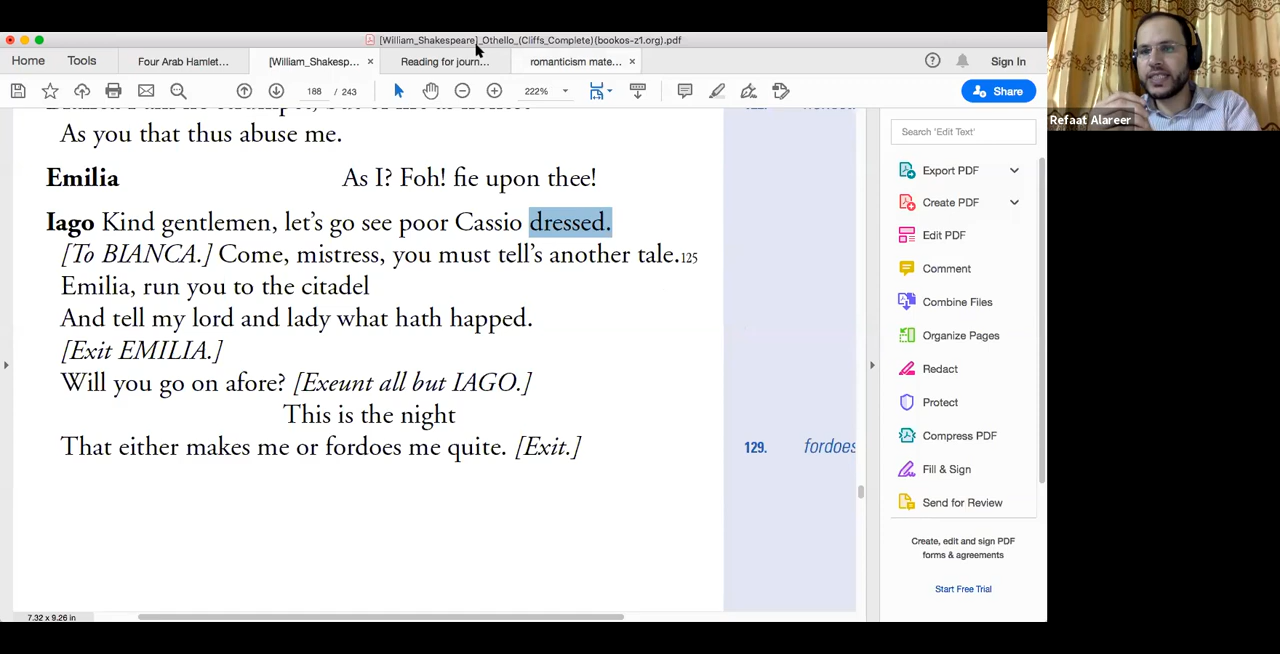 [William_Shakespeare]_Othello_(Cliffs_Complete)(bookos-z1.org).pdf
Home Tools Four Arab Hamlet... [William_Shakesp... × Reading for journ... romanticism mate... × Sign In
188 / 243 222% Share
Refaat Alareer
As you that thus abuse me.
Emilia As I? Foh! fie upon thee!
Iago Kind gentlemen, let's go see poor Cassio dressed.
[To BIANCA.] Come, mistress, you must tell's another tale.125
Emilia, run you to the citadel
And tell my lord and lady what hath happed.
[Exit EMILIA.]
Will you go on afore? [Exeunt all but IAGO.]
This is the night
That either makes me or fordoes me quite. [Exit.]
129. fordoes
7.32 x 9.26 in
Search 'Edit Text'
Export PDF
Create PDF
Edit PDF
Comment
Combine Files
Organize Pages
Redact
Protect
Compress PDF
Fill & Sign
Send for Review
Create, edit and sign PDF
forms & agreements
Start Free Trial